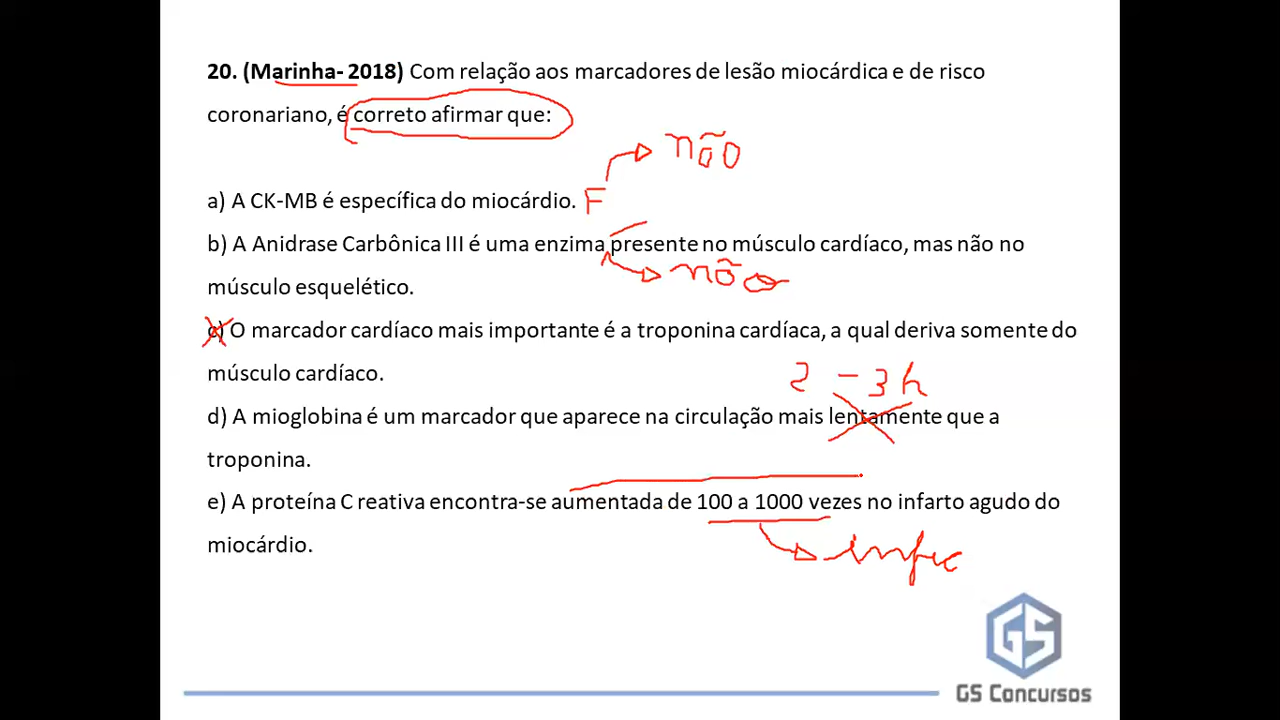 20. (Marinha- 2018) Com relação aos marcadores de lesão miocárdica e de risco
coronariano, é correto afirmar que:
não
a) A CK-MB é específica do miocárdio. F
b) A Anidrase Carbônica III é uma enzima presente no músculo cardíaco, mas não no
não
músculo esquelético.
c) O marcador cardíaco mais importante é a troponina cardíaca, a qual deriva somente do
músculo cardíaco.
2 - 3 h
d) A mioglobina é um marcador que aparece na circulação mais lentamente que a
troponina.
e) A proteína C reativa encontra-se aumentada de 100 a 1000 vezes no infarto agudo do
miocárdio.
infec
GS
GS Concursos